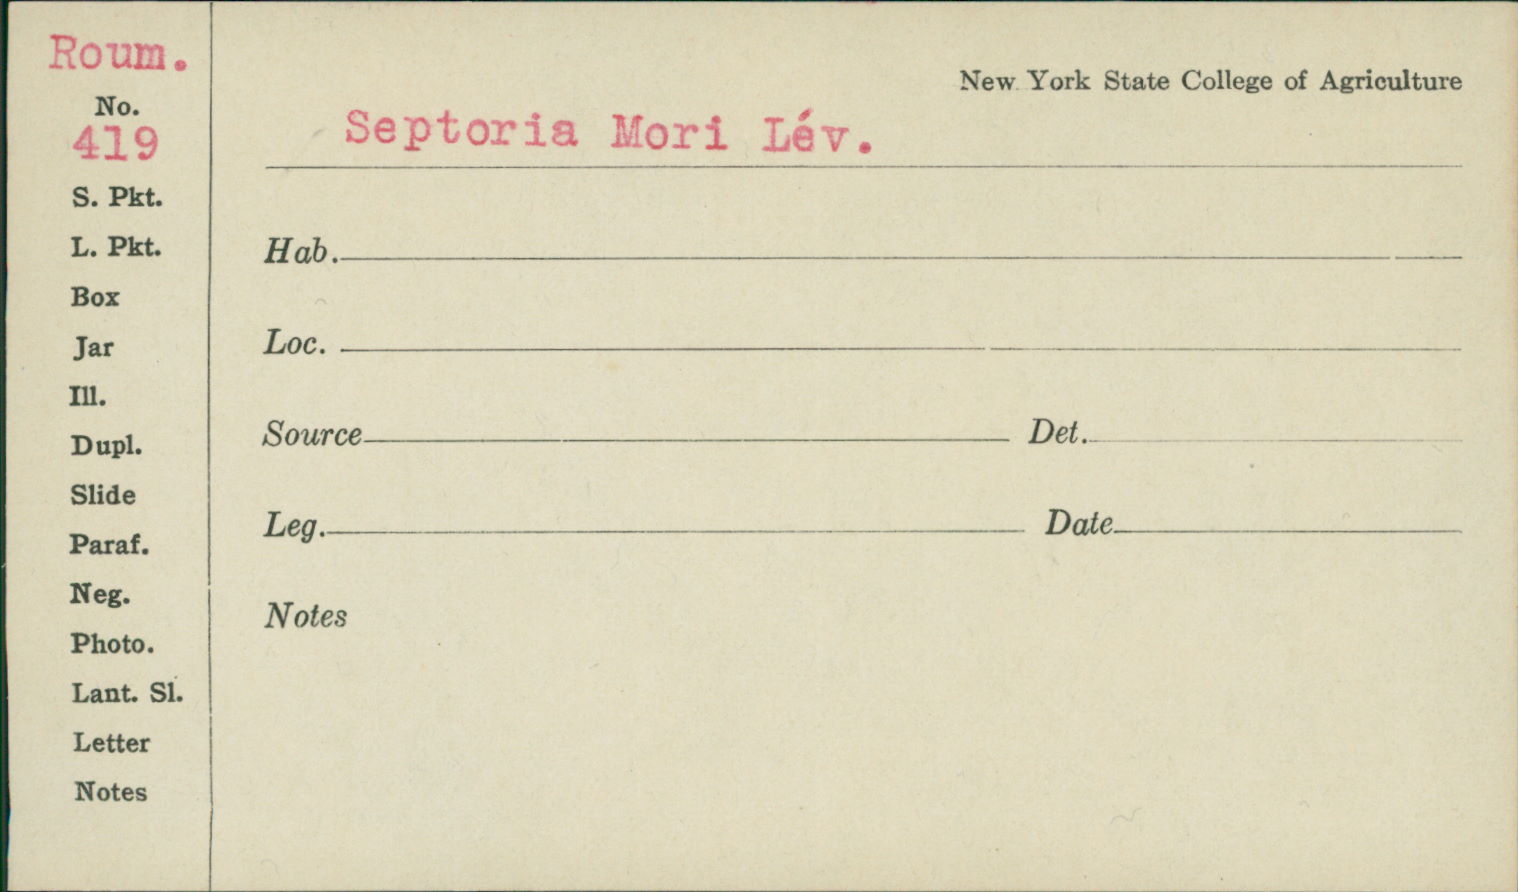 Roum.
No.
419
S. Pkt.
L. Pkt.
Box
Jar
Ill.
Dupl.
Slide
Paraf.
Neg.
Photo.
Lant. Sl.
Letter
Notes
New York State College of Agriculture
Septoria Mori Lév.
Hab.
Loc.
Source Det.
Leg. Date
Notes